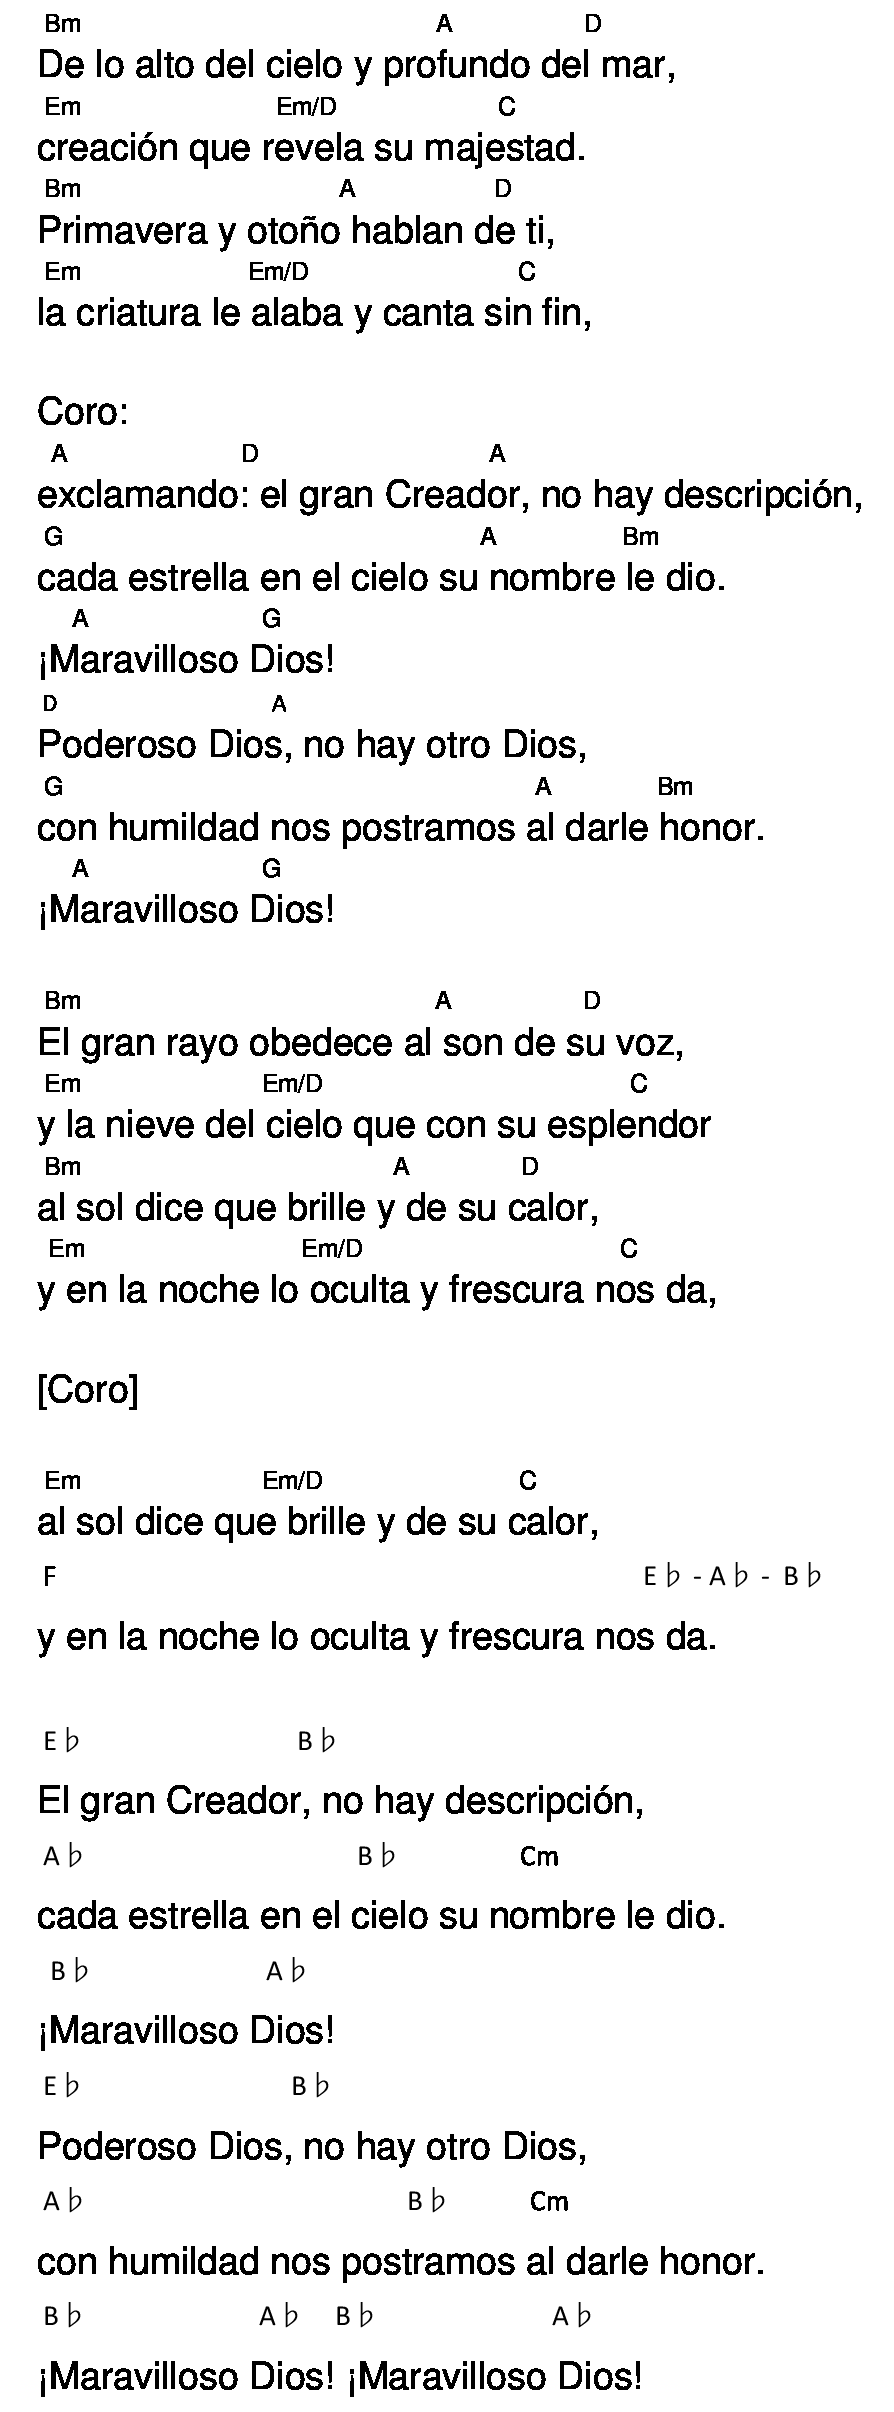 Bm A D
De lo alto del cielo y profundo del mar,
Em Em/D C
creación que revela su majestad.
Bm A D
Primavera y otoño hablan de ti,
Em Em/D C
la criatura le alaba y canta sin fin,
Coro:
A D A
exclamando: el gran Creador, no hay descripción,
G A Bm
cada estrella en el cielo su nombre le dio.
A G
¡Maravilloso Dios!
D A
Poderoso Dios, no hay otro Dios,
G A Bm
con humildad nos postramos al darle honor.
A G
¡Maravilloso Dios!
Bm A D
El gran rayo obedece al son de su voz,
Em Em/D C
y la nieve del cielo que con su esplendor
Bm A D
al sol dice que brille y de su calor,
Em Em/D C
y en la noche lo oculta y frescura nos da,
[Coro]
Em Em/D C
al sol dice que brille y de su calor,
F E♭ - A♭ - B♭
y en la noche lo oculta y frescura nos da.
E♭ B♭
El gran Creador, no hay descripción,
A♭ B♭ Cm
cada estrella en el cielo su nombre le dio.
B♭ A♭
¡Maravilloso Dios!
E♭ B♭
Poderoso Dios, no hay otro Dios,
A♭ B♭ Cm
con humildad nos postramos al darle honor.
B♭ A♭ B♭ A♭
¡Maravilloso Dios! ¡Maravilloso Dios!